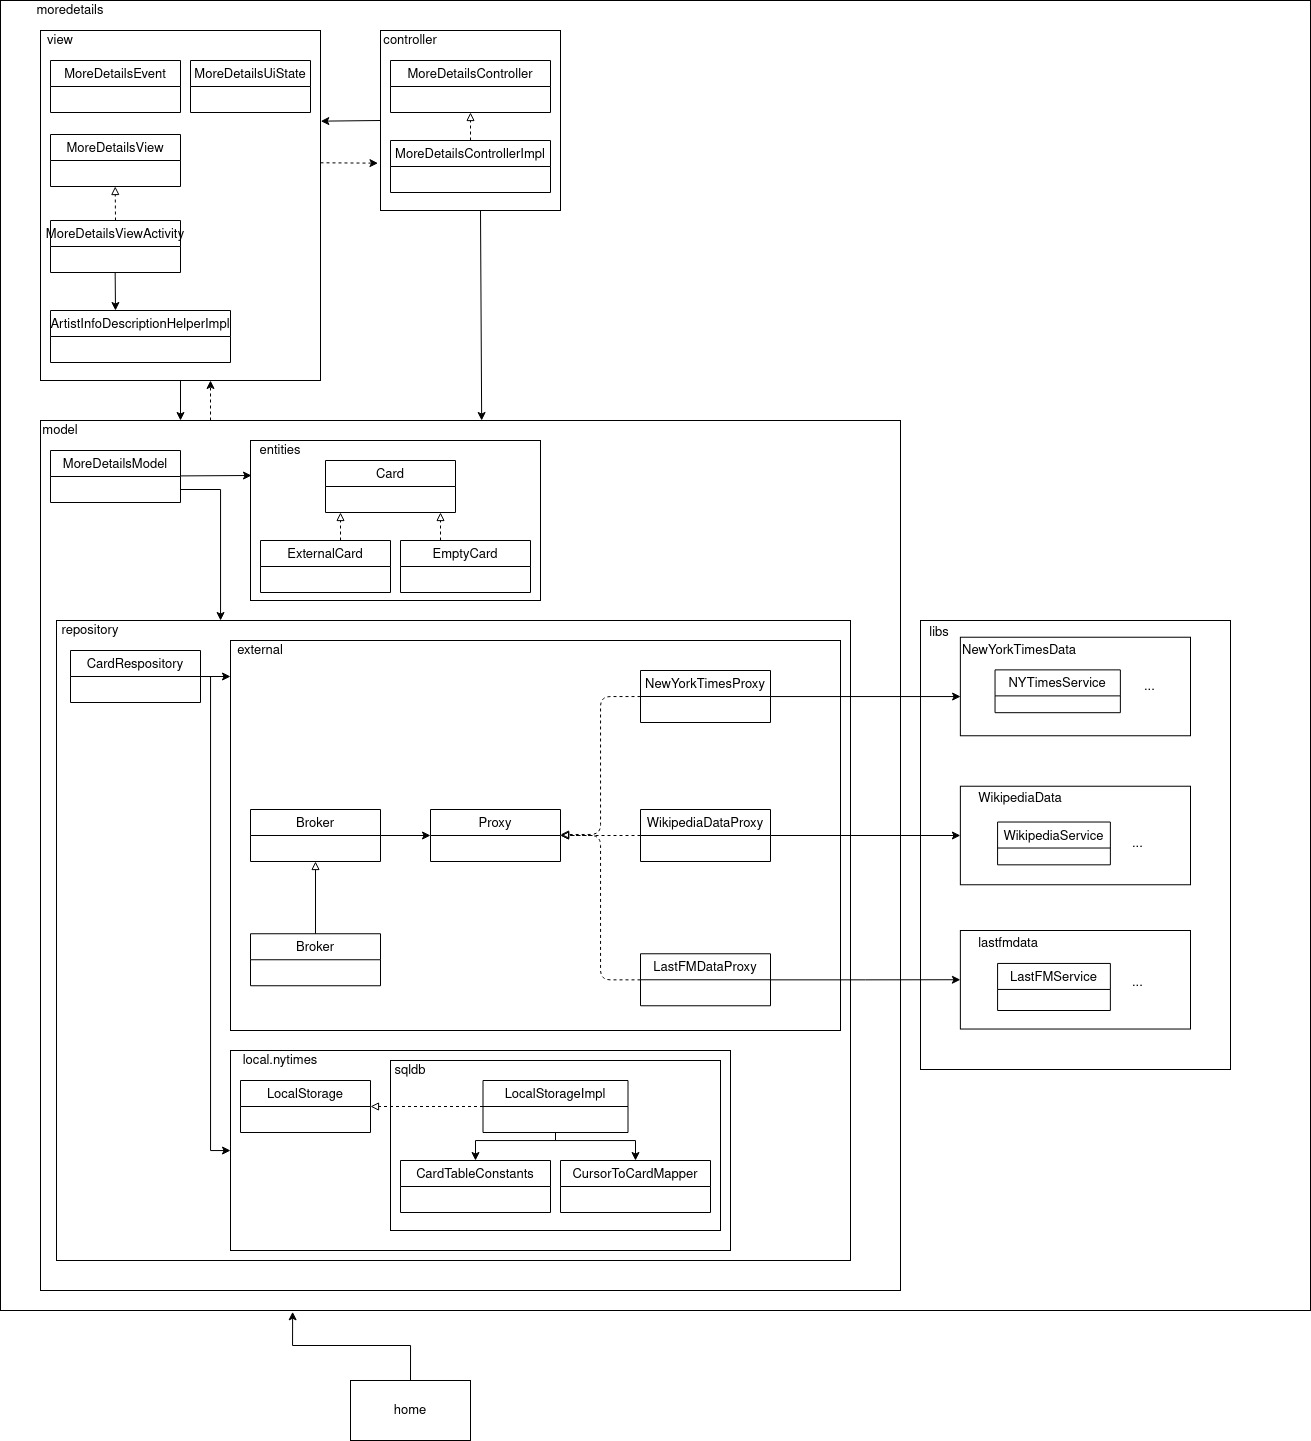 moredetails
view
controller
MoreDetailsEvent
MoreDetailsUiState
MoreDetailsController
MoreDetailsView
MoreDetailsControllerImpl
MoreDetailsViewActivity
ArtistInfoDescriptionHelperImpl
model
MoreDetailsModel
entities
Card
ExternalCard
EmptyCard
repository
CardRespository
external
NewYorkTimesProxy
Broker
Proxy
WikipediaDataProxy
Broker
LastFMDataProxy
libs
NewYorkTimesData
NYTimesService
...
WikipediaData
WikipediaService
...
lastfmdata
LastFMService
...
local.nytimes
LocalStorage
sqldb
LocalStorageImpl
CardTableConstants
CursorToCardMapper
home